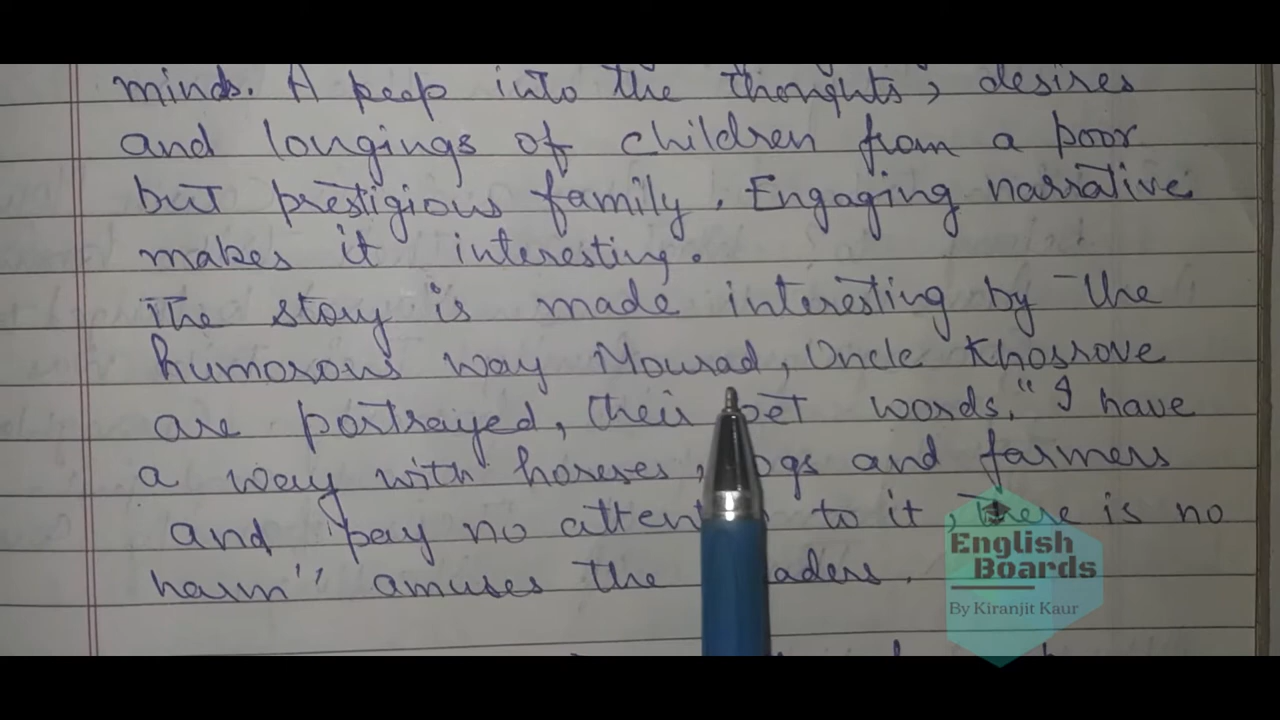 minds. A peep into the thoughts, desires
and longings of children from a poor
but prestigious family. Engaging narrative
makes it interesting.
The story is made interesting by the
humorous way Mourad, Uncle Khosrove
are portrayed, their pet words, "I have
a way with horses, dogs and farmers
and pay no attention to it, there is no
harm" amuses the readers.
English
Boards
By Kiranjit Kaur